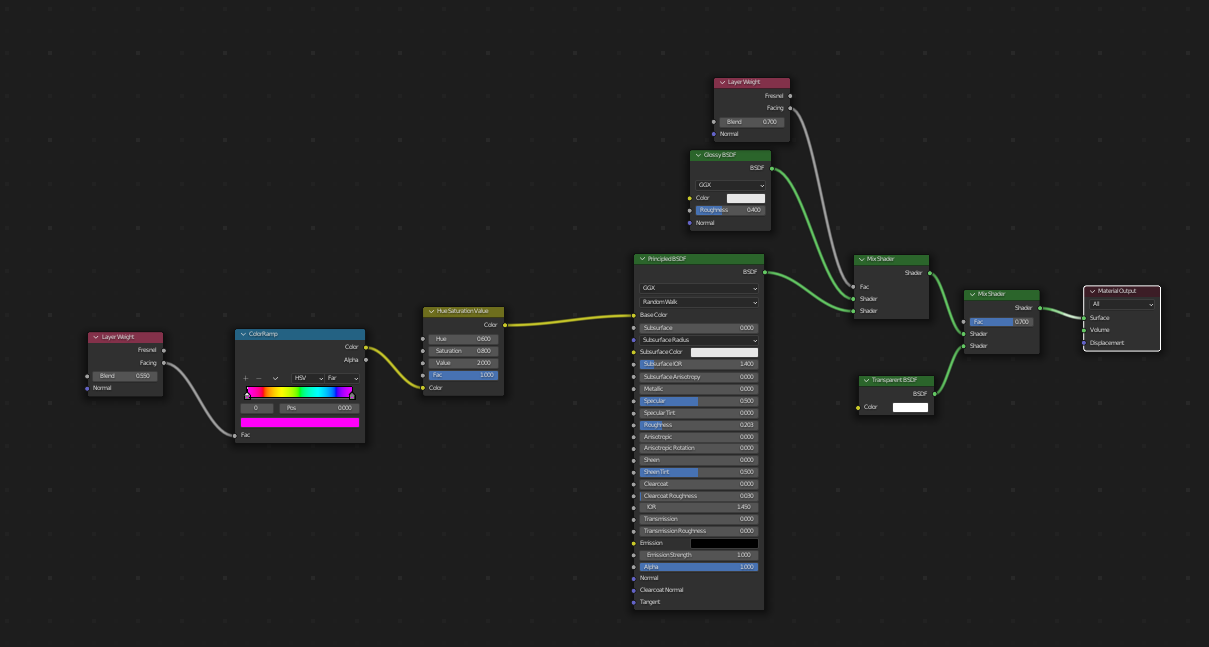 Layer Weight
Fresnel
Facing
Blend 0.700
Normal
Glossy BSDF
BSDF
GGX
Color
Roughness 0.400
Normal
Principled BSDF
BSDF
GGX
Random Walk
Base Color
Subsurface 0.000
Subsurface Radius
Subsurface Color
Subsurface IOR 1.400
Subsurface Anisotropy 0.000
Metallic 0.000
Specular 0.500
Specular Tint 0.000
Roughness 0.203
Anisotropic 0.000
Anisotropic Rotation 0.000
Sheen 0.000
Sheen Tint 0.500
Clearcoat 0.000
Clearcoat Roughness 0.030
IOR 1.450
Transmission 0.000
Transmission Roughness 0.000
Emission
Emission Strength 1.000
Alpha 1.000
Normal
Clearcoat Normal
Tangent
Layer Weight
Fresnel
Facing
Blend 0.550
Normal
ColorRamp
Color
Alpha
+ − HSV Far
0 Pos 0.000
Fac
Hue Saturation Value
Color
Hue 0.600
Saturation 0.800
Value 2.000
Fac 1.000
Color
Mix Shader
Shader
Fac
Shader
Shader
Mix Shader
Shader
Fac 0.700
Shader
Shader
Transparent BSDF
BSDF
Color
Material Output
All
Surface
Volume
Displacement